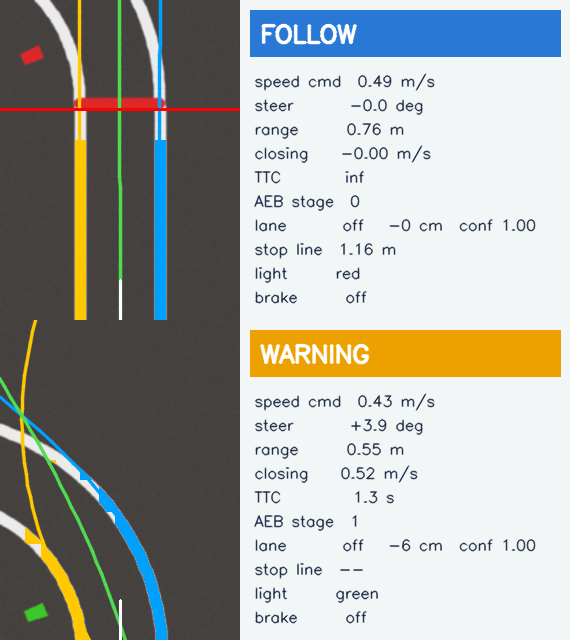 FOLLOW
speed cmd 0.49 m/s
steer -0.0 deg
range 0.76 m
closing -0.00 m/s
TTC inf
AEB stage 0
lane off -0 cm conf 1.00
stop line 1.16 m
light red
brake off
WARNING
speed cmd 0.43 m/s
steer +3.9 deg
range 0.55 m
closing 0.52 m/s
TTC 1.3 s
AEB stage 1
lane off -6 cm conf 1.00
stop line --
light green
brake off